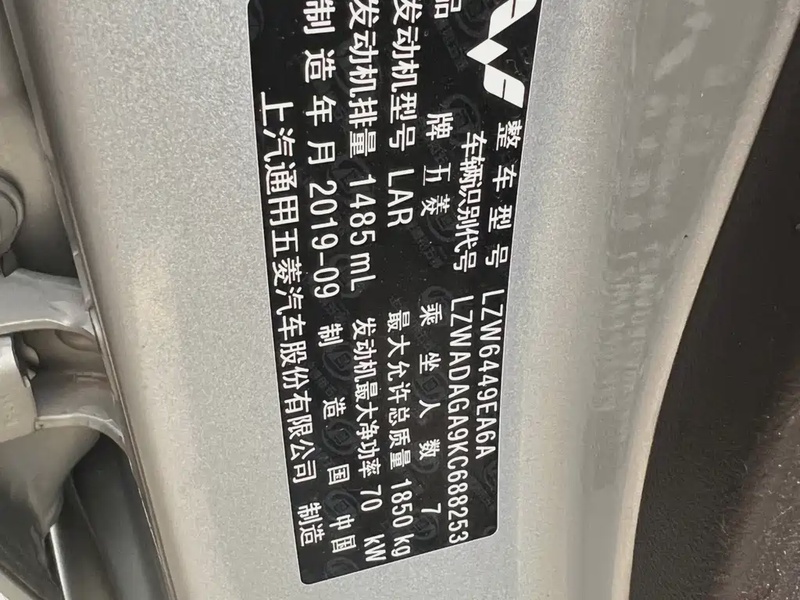 整车型号 LZW6449EA6A
车辆识别代号 LZWADAGA9KC688253
品牌 五菱 乘坐人数 7
发动机型号 LAR 最大允许总质量 1850 kg
发动机排量 1485 mL 发动机最大净功率 70 kW
制造年月 2019-09 制造国 中国
上汽通用五菱汽车股份有限公司 制造